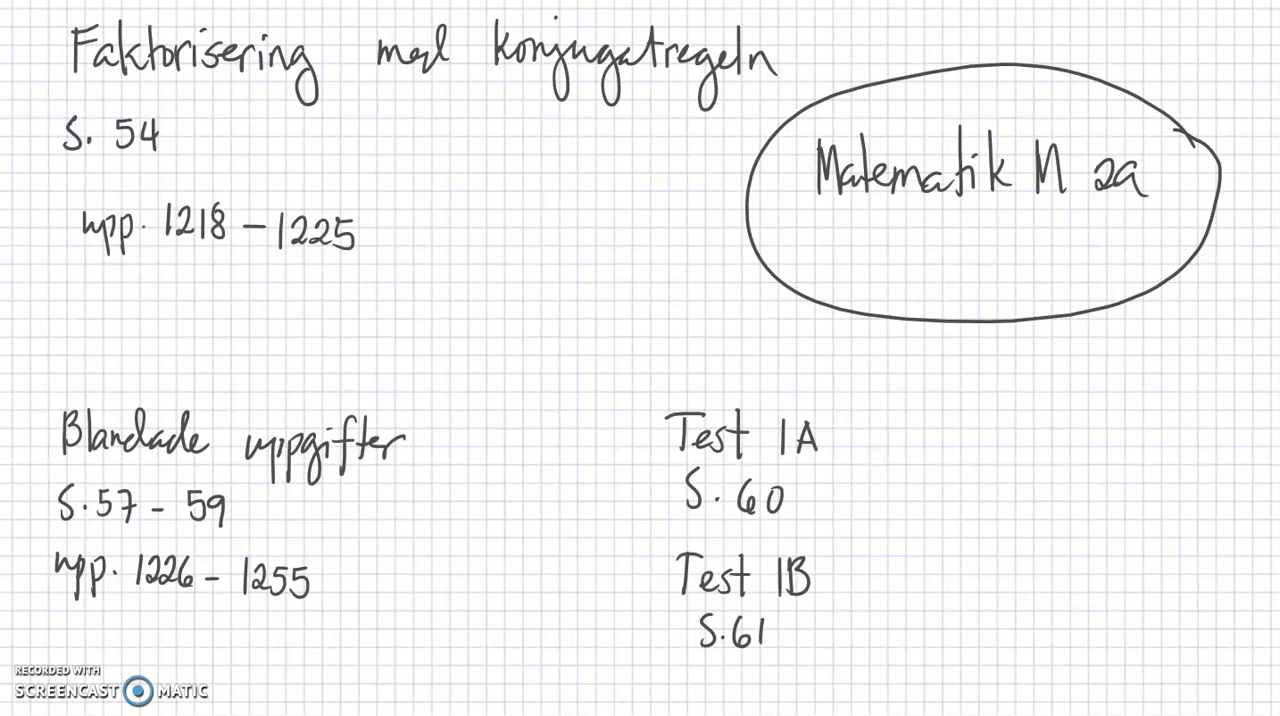 Faktorisering med konjugatregeln
S. 54
upp. 1218 - 1225
Matematik M 2a
Blandade uppgifter
S. 57 - 59
upp. 1226 - 1255
Test 1A
S. 60
Test 1B
S. 61
RECORDED WITH
SCREENCAST MATIC